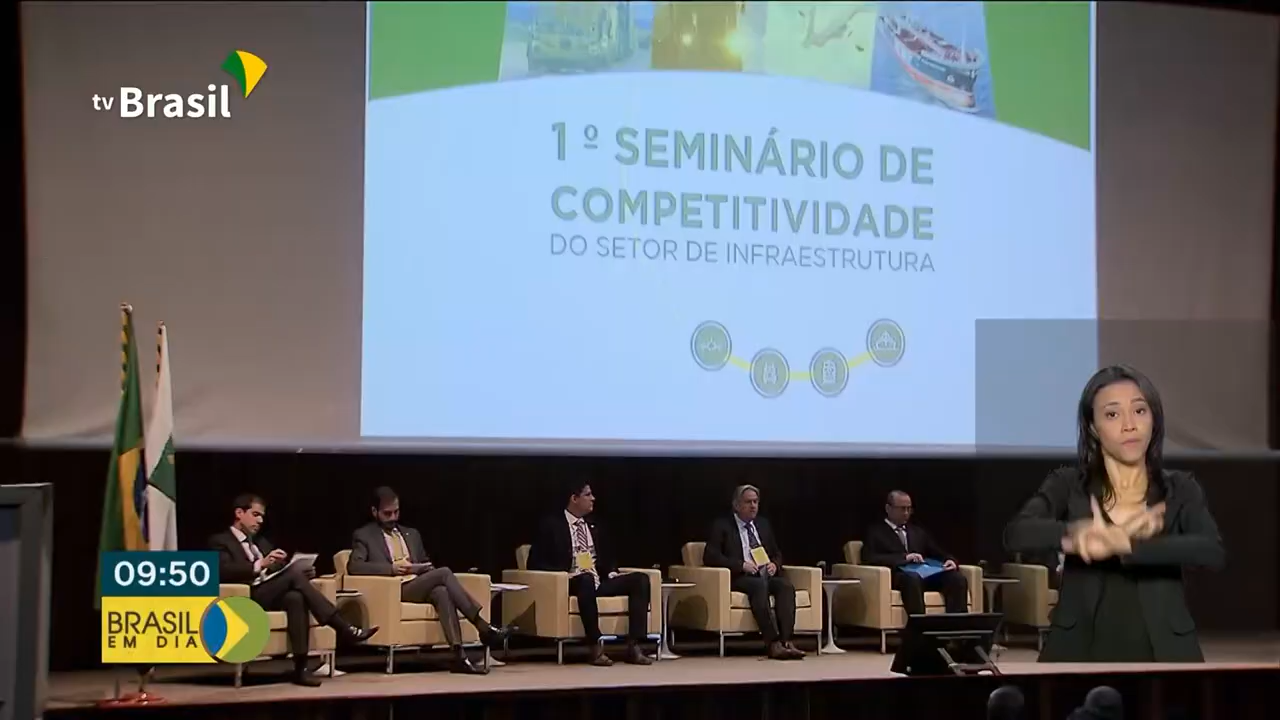 tv Brasil
1º SEMINÁRIO DE
COMPETITIVIDADE
DO SETOR DE INFRAESTRUTURA
09:50
BRASIL
EM DIA